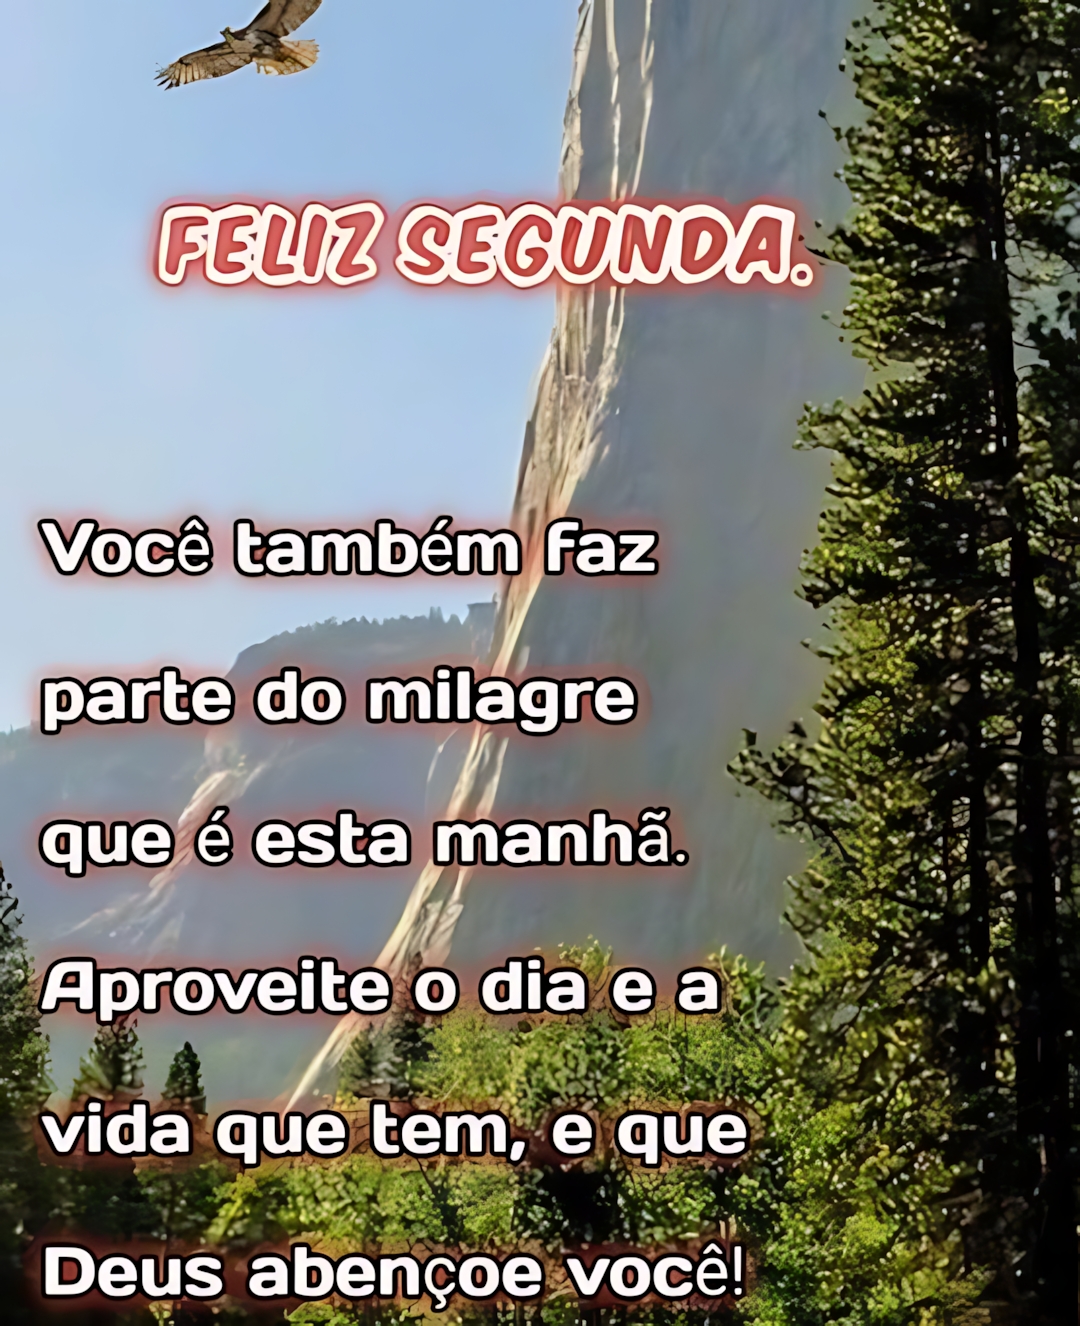 FELIZ SEGUNDA.
Você também faz
parte do milagre
que é esta manhã.
Aproveite o dia e a
vida que tem, e que
Deus abençoe você!